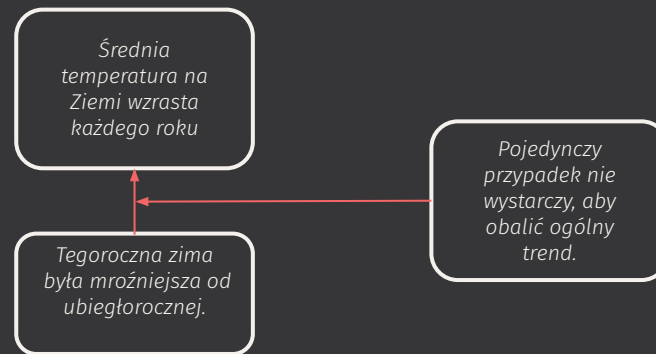 Średnia
temperatura na
Ziemi wzrasta
każdego roku
Pojedynczy
przypadek nie
wystarczy, aby
obalić ogólny
trend.
Tegoroczna zima
była mroźniejsza od
ubiegłorocznej.